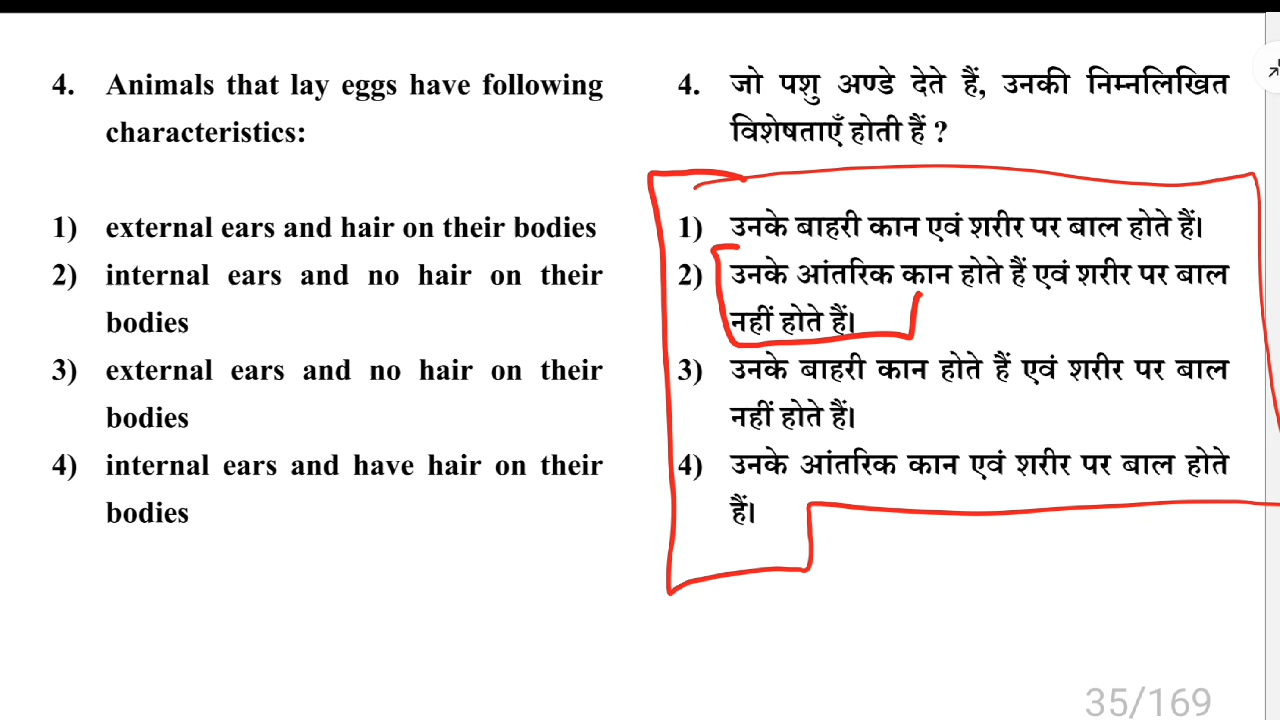 4. Animals that lay eggs have following
characteristics:
1) external ears and hair on their bodies
2) internal ears and no hair on their
bodies
3) external ears and no hair on their
bodies
4) internal ears and have hair on their
bodies
4. जो पशु अण्डे देते हैं, उनकी निम्नलिखित
विशेषताएँ होती हैं ?
1) उनके बाहरी कान एवं शरीर पर बाल होते हैं।
2) उनके आंतरिक कान होते हैं एवं शरीर पर बाल
नहीं होते हैं।
3) उनके बाहरी कान होते हैं एवं शरीर पर बाल
नहीं होते हैं।
4) उनके आंतरिक कान एवं शरीर पर बाल होते
हैं।
35/169